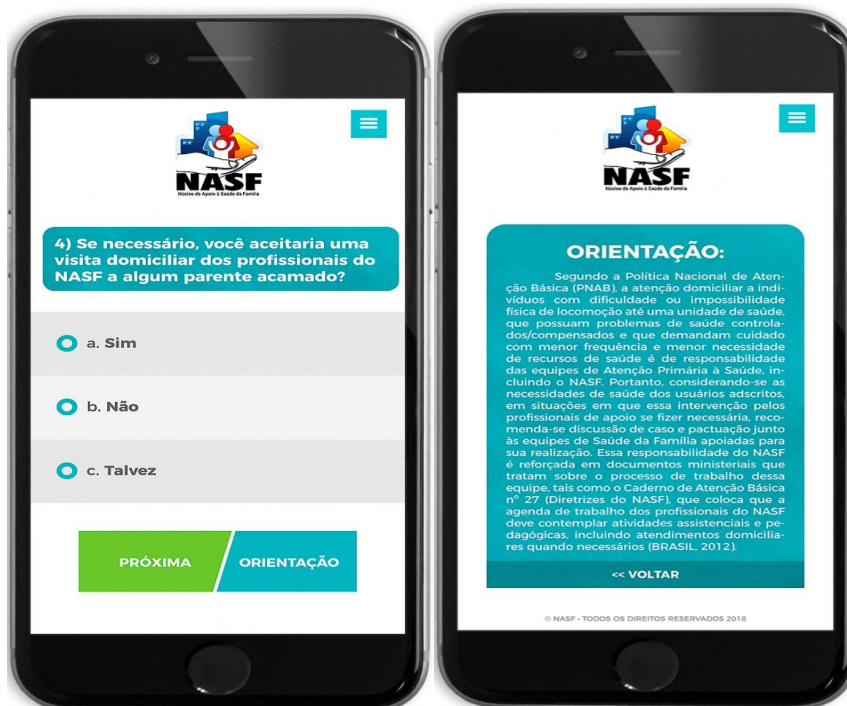 NASF
Núcleo de Apoio à Saúde da Família
4) Se necessário, você aceitaria uma
visita domiciliar dos profissionais do
NASF a algum parente acamado?
a. Sim
b. Não
c. Talvez
PRÓXIMA
ORIENTAÇÃO
NASF
Núcleo de Apoio à Saúde da Família
ORIENTAÇÃO:
Segundo a Política Nacional de Aten-
ção Básica (PNAB), a atenção domiciliar a indi-
víduos com dificuldade ou impossibilidade
física de locomoção até uma unidade de saúde,
que possuam problemas de saúde controla-
dos/compensados e que demandam cuidado
com menor frequência e menor necessidade
de recursos de saúde é de responsabilidade
das equipes de Atenção Primária à Saúde, in-
cluindo o NASF. Portanto, considerando-se as
necessidades de saúde dos usuários adscritos,
em situações em que essa intervenção pelos
profissionais de apoio se fizer necessária, reco-
menda-se discussão de caso e pactuação junto
às equipes de Saúde da Família apoiadas para
sua realização. Essa responsabilidade do NASF
é reforçada em documentos ministeriais que
tratam sobre o processo de trabalho dessa
equipe, tais como o Caderno de Atenção Básica
nº 27 (Diretrizes do NASF), que coloca que a
agenda de trabalho dos profissionais do NASF
deve contemplar atividades assistenciais e pe-
dagógicas, incluindo atendimentos domicilia-
res quando necessários (BRASIL, 2012).
<< VOLTAR
© NASF - TODOS OS DIREITOS RESERVADOS 2018